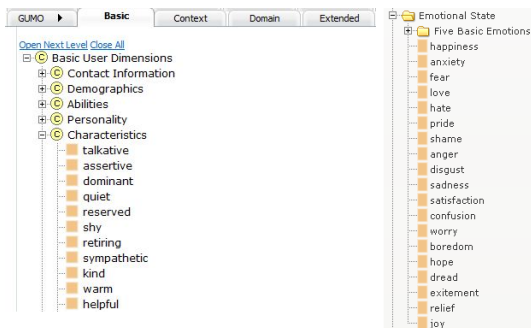 GUMO Basic Context Domain Extended
Open Next Level Close All
Basic User Dimensions
C Contact Information
C Demographics
C Abilities
C Personality
C Characteristics
talkative
assertive
dominant
quiet
reserved
shy
retiring
sympathetic
kind
warm
helpful
Emotional State
Five Basic Emotions
happiness
anxiety
fear
love
hate
pride
shame
anger
disgust
sadness
satisfaction
confusion
worry
boredom
hope
dread
exitement
relief
joy